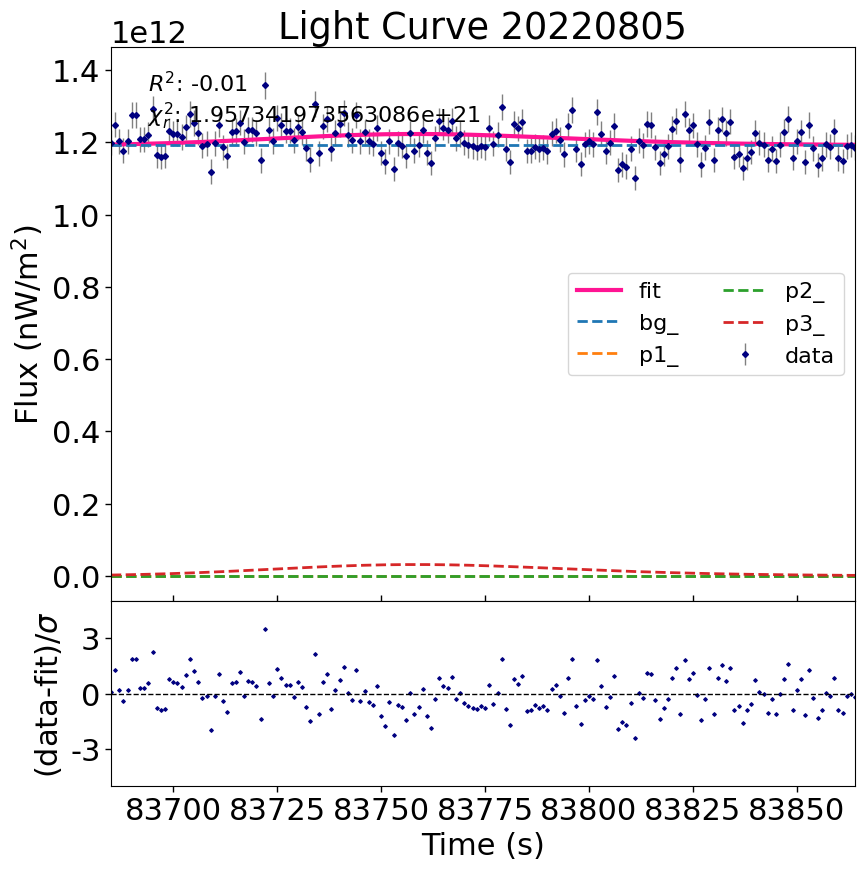 Light Curve 20220805
1e12
R²: -0.01
χ²ᵣ: 1.957341973563086e+21
1.4
1.2
1.0
0.8
0.6
0.4
0.2
0.0
Flux (nW/m²)
fit
bg_
p1_
p2_
p3_
data
3
0
-3
(data-fit)/σ
83700 83725 83750 83775 83800 83825 83850
Time (s)